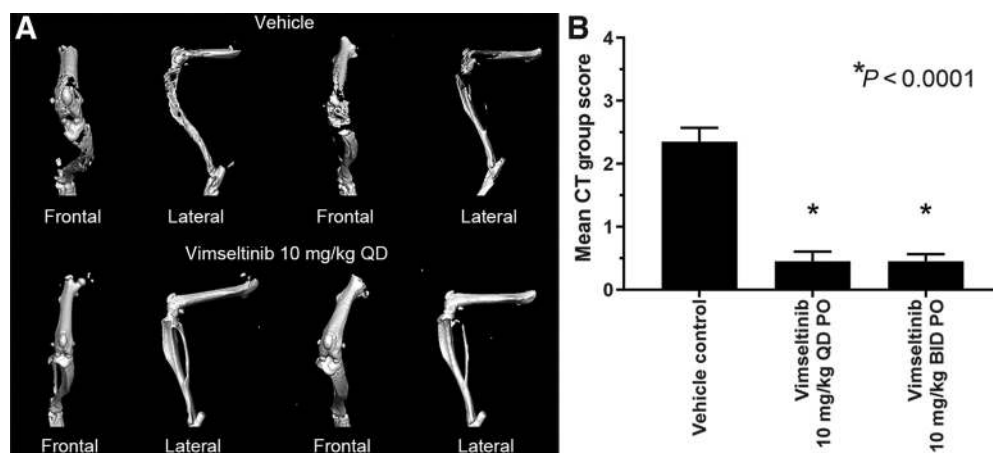 A
Vehicle
Frontal
Lateral
Frontal
Lateral
Vimseltinib 10 mg/kg QD
Frontal
Lateral
Frontal
Lateral
B
*P < 0.0001
Mean CT group score
4
3
2
1
0
*
*
Vehicle control
Vimseltinib
10 mg/kg QD PO
Vimseltinib
10 mg/kg BID PO